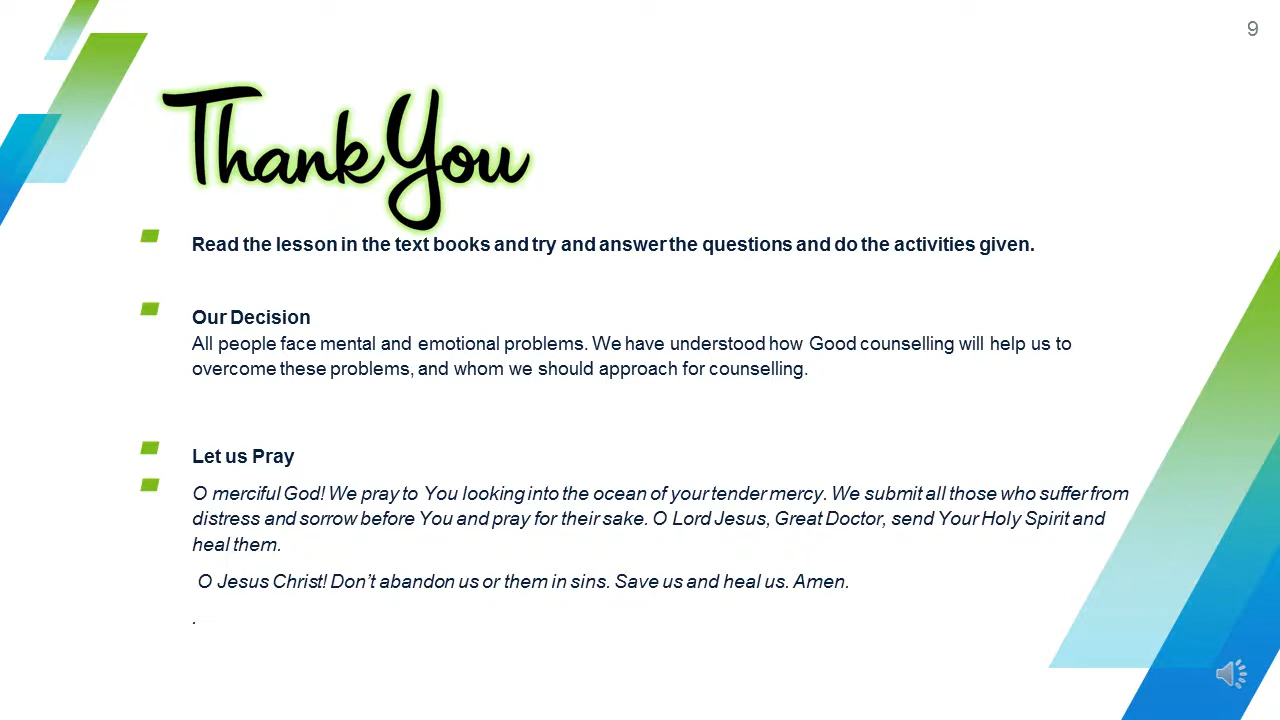 9
Thank You
Read the lesson in the text books and try and answer the questions and do the activities given.
Our Decision
All people face mental and emotional problems. We have understood how Good counselling will help us to
overcome these problems, and whom we should approach for counselling.
Let us Pray
O merciful God! We pray to You looking into the ocean of your tender mercy. We submit all those who suffer from
distress and sorrow before You and pray for their sake. O Lord Jesus, Great Doctor, send Your Holy Spirit and
heal them.
O Jesus Christ! Don’t abandon us or them in sins. Save us and heal us. Amen.
.